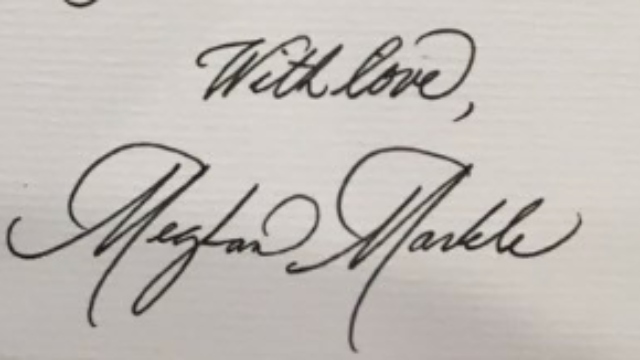 With love,
Meghan Markle